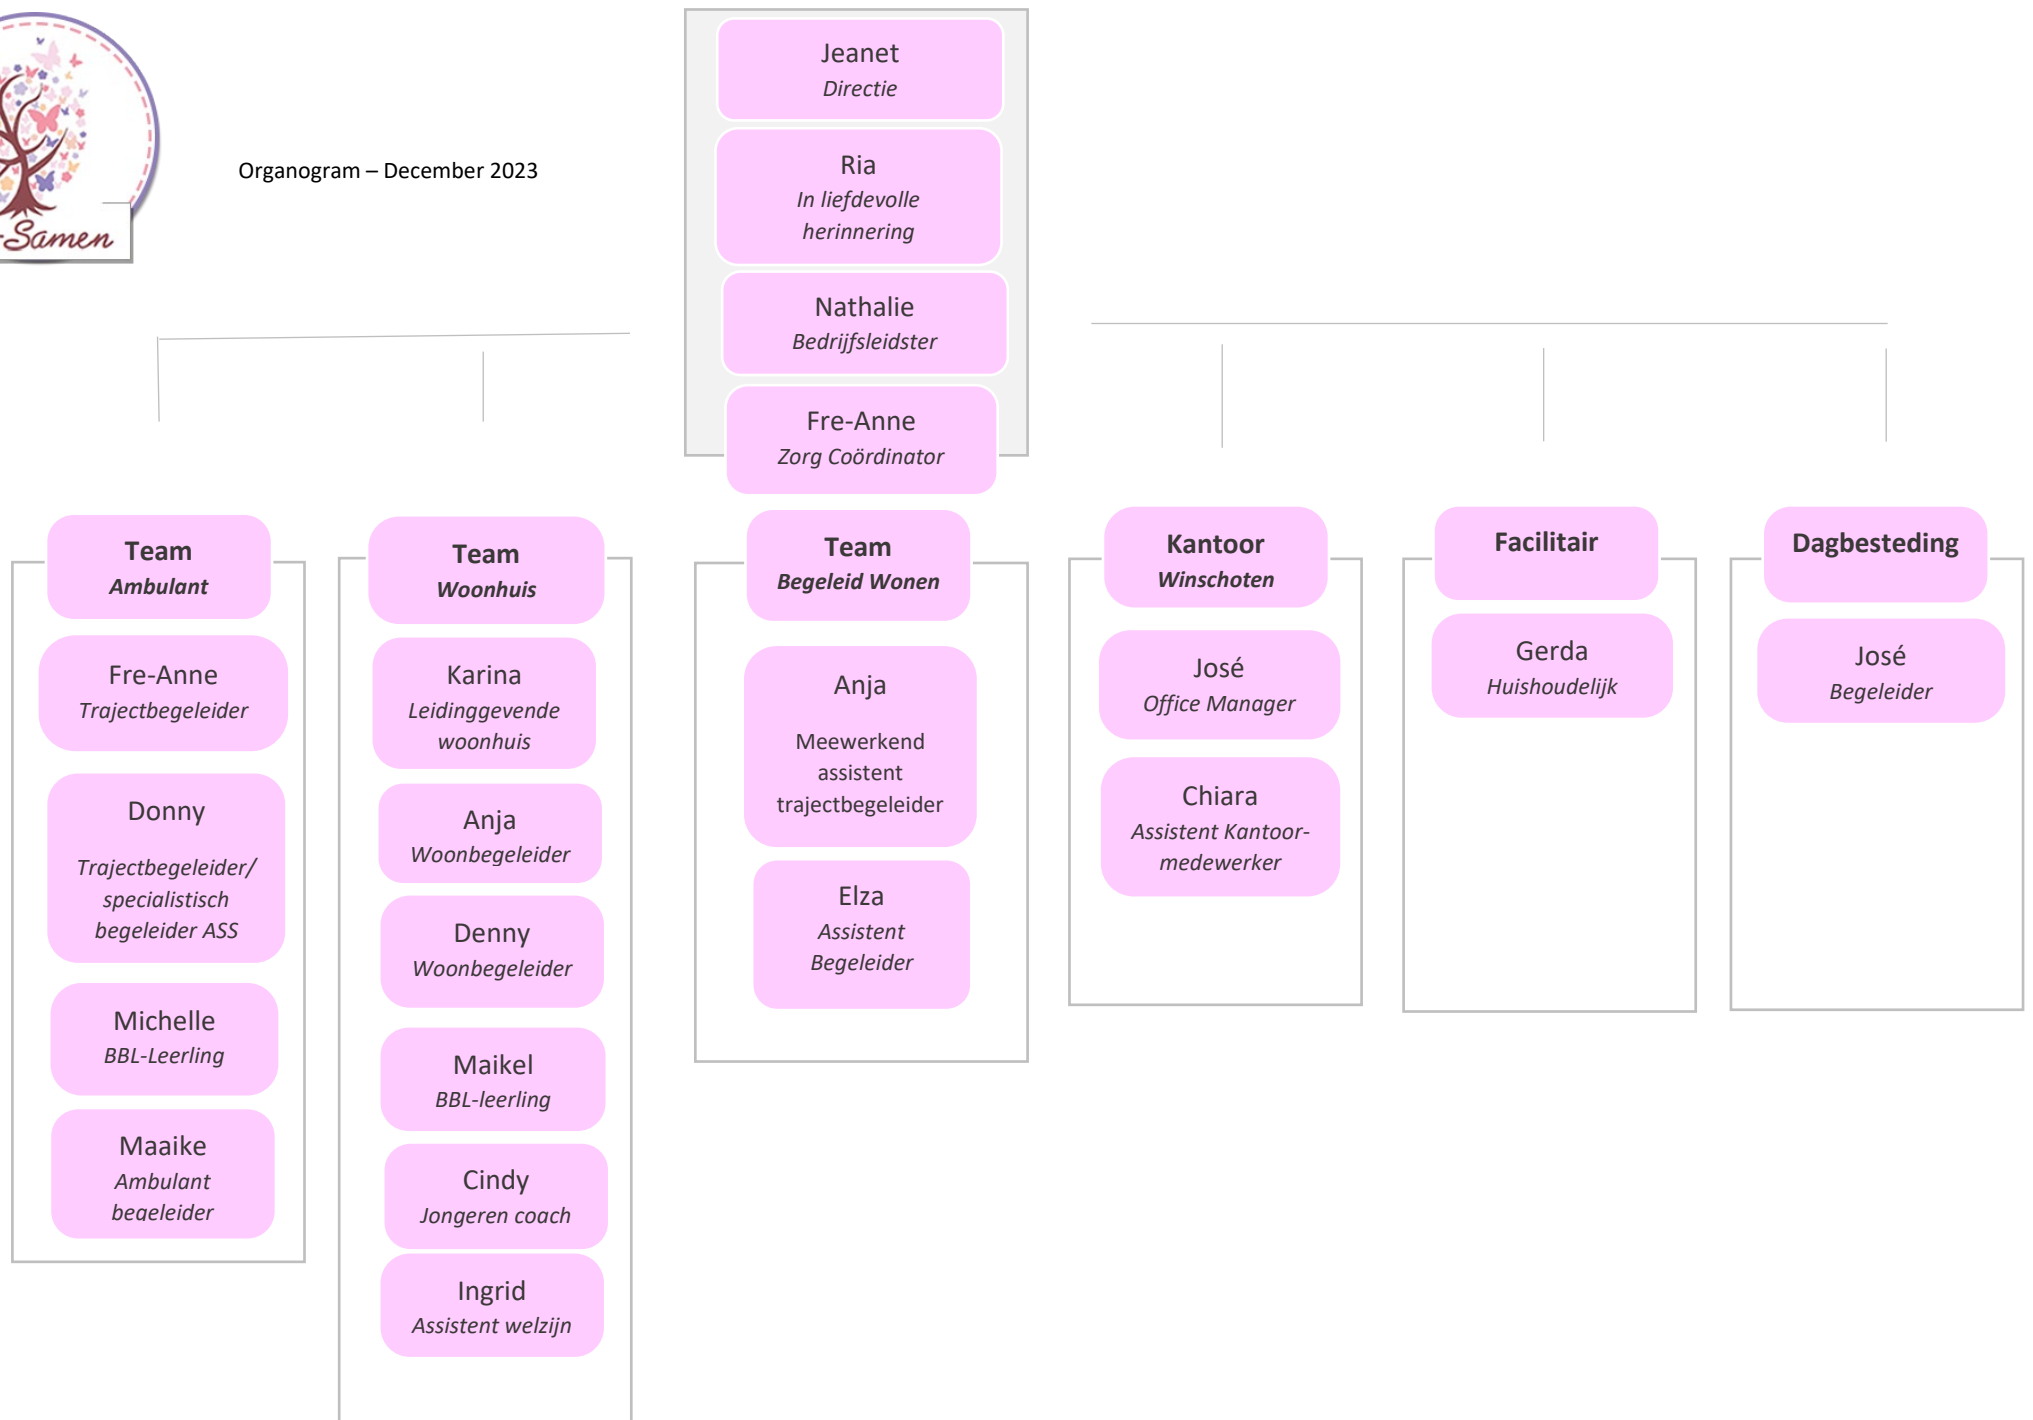 -Samen
Organogram – December 2023
Jeanet
Directie
Ria
In liefdevolle
herinnering
Nathalie
Bedrijfsleidster
Fre-Anne
Zorg Coördinator
Team
Ambulant
Fre-Anne
Trajectbegeleider
Donny
Trajectbegeleider/
specialistisch
begeleider ASS
Michelle
BBL-Leerling
Maaike
Ambulant
begeleider
Team
Woonhuis
Karina
Leidinggevende
woonhuis
Anja
Woonbegeleider
Denny
Woonbegeleider
Maikel
BBL-leerling
Cindy
Jongeren coach
Ingrid
Assistent welzijn
Team
Begeleid Wonen
Anja
Meewerkend
assistent
trajectbegeleider
Elza
Assistent
Begeleider
Kantoor
Winschoten
José
Office Manager
Chiara
Assistent Kantoor-
medewerker
Facilitair
Gerda
Huishoudelijk
Dagbesteding
José
Begeleider